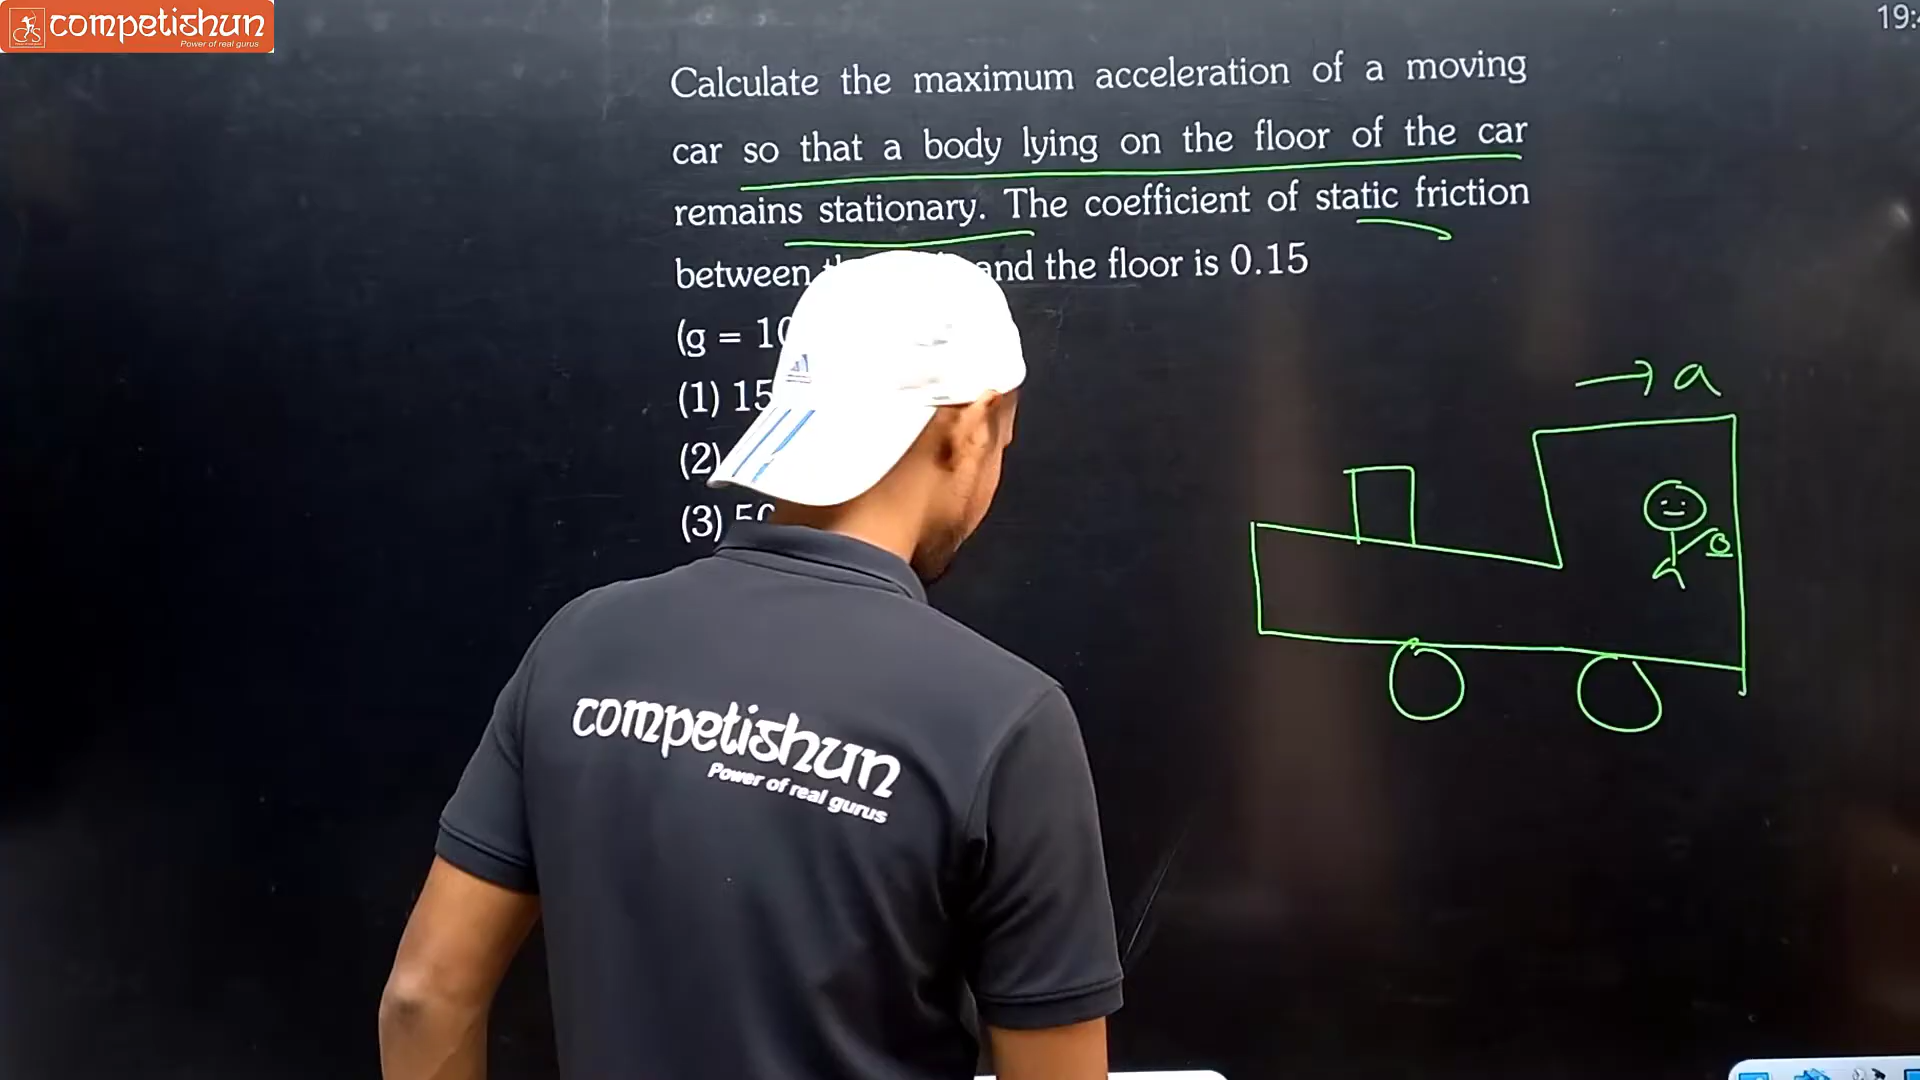 competishun
Power of real gurus
19:
Calculate the maximum acceleration of a moving
car so that a body lying on the floor of the car
remains stationary. The coefficient of static friction
between and the floor is 0.15
(g = 10
(1) 15
(2)
(3) 50
→ a
competishun
Power of real gurus